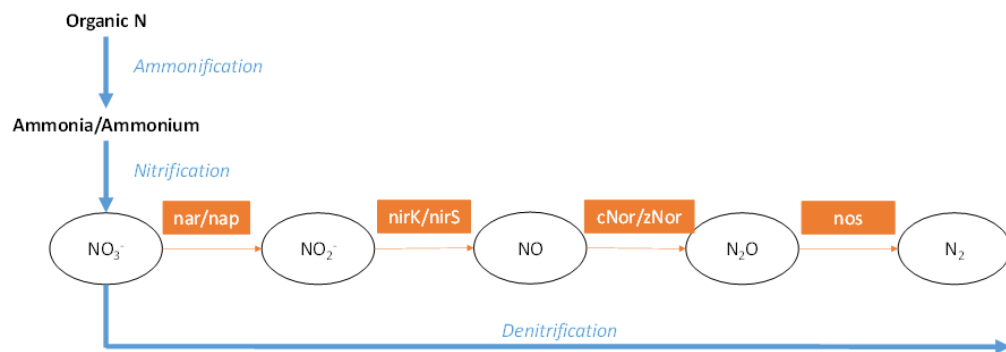 Organic N
Ammonification
Ammonia/Ammonium
Nitrification
nar/nap
nirK/nirS
cNor/zNor
nos
NO₃⁻
NO₂⁻
NO
N₂O
N₂
Denitrification